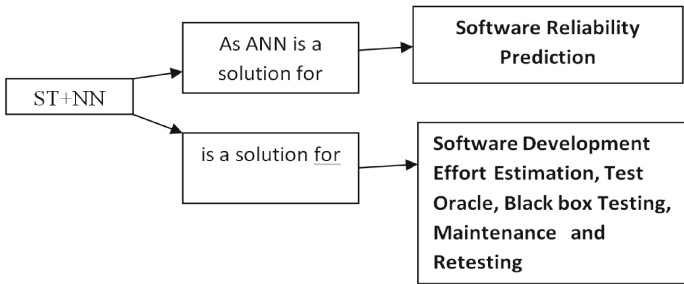 As ANN is a
solution for
Software Reliability
Prediction
ST+NN
is a solution for
Software Development
Effort Estimation, Test
Oracle, Black box Testing,
Maintenance and
Retesting